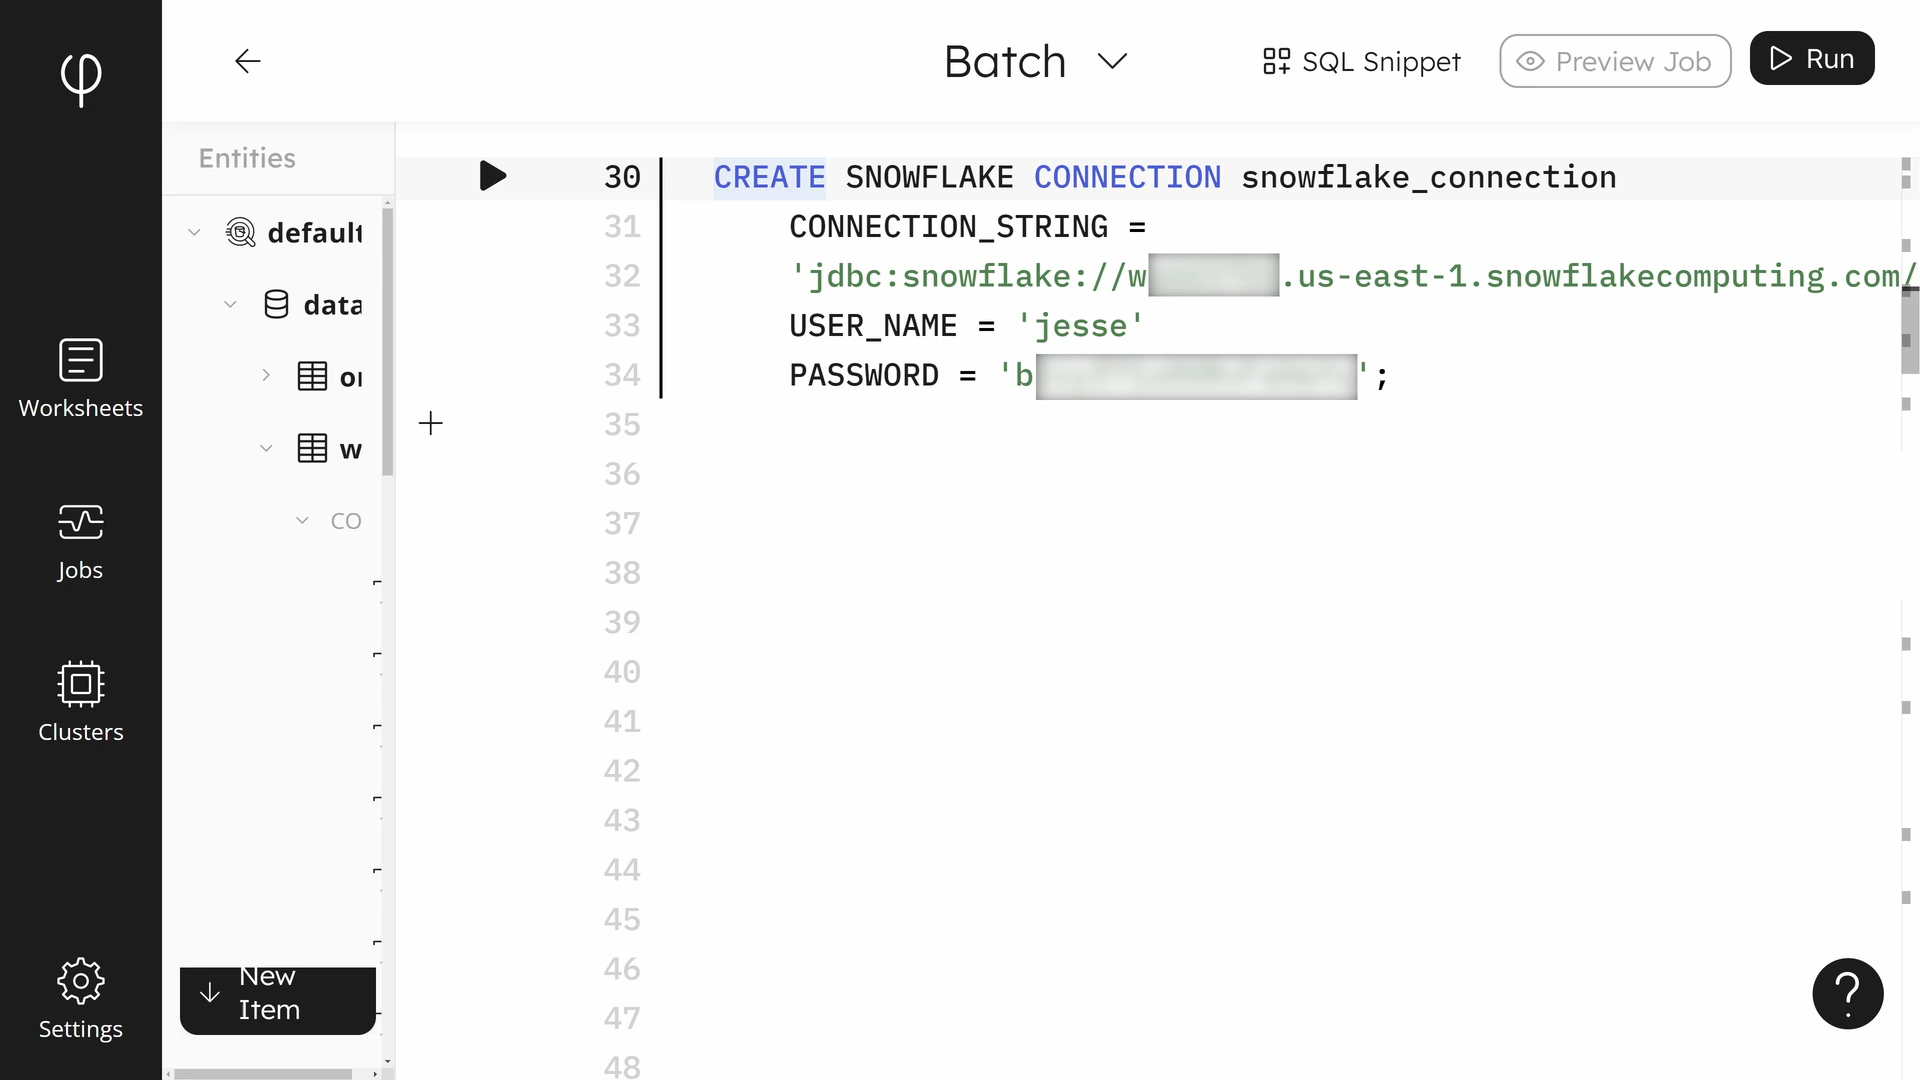 Batch
SQL Snippet
Preview Job
Run
Entities
default
data
or
w
CO
New
Item
Worksheets
Jobs
Clusters
Settings
30 CREATE SNOWFLAKE CONNECTION snowflake_connection
31 CONNECTION_STRING =
32 'jdbc:snowflake://w .us-east-1.snowflakecomputing.com/
33 USER_NAME = 'jesse'
34 PASSWORD = 'b ';
35
36
37
38
39
40
41
42
43
44
45
46
47
48